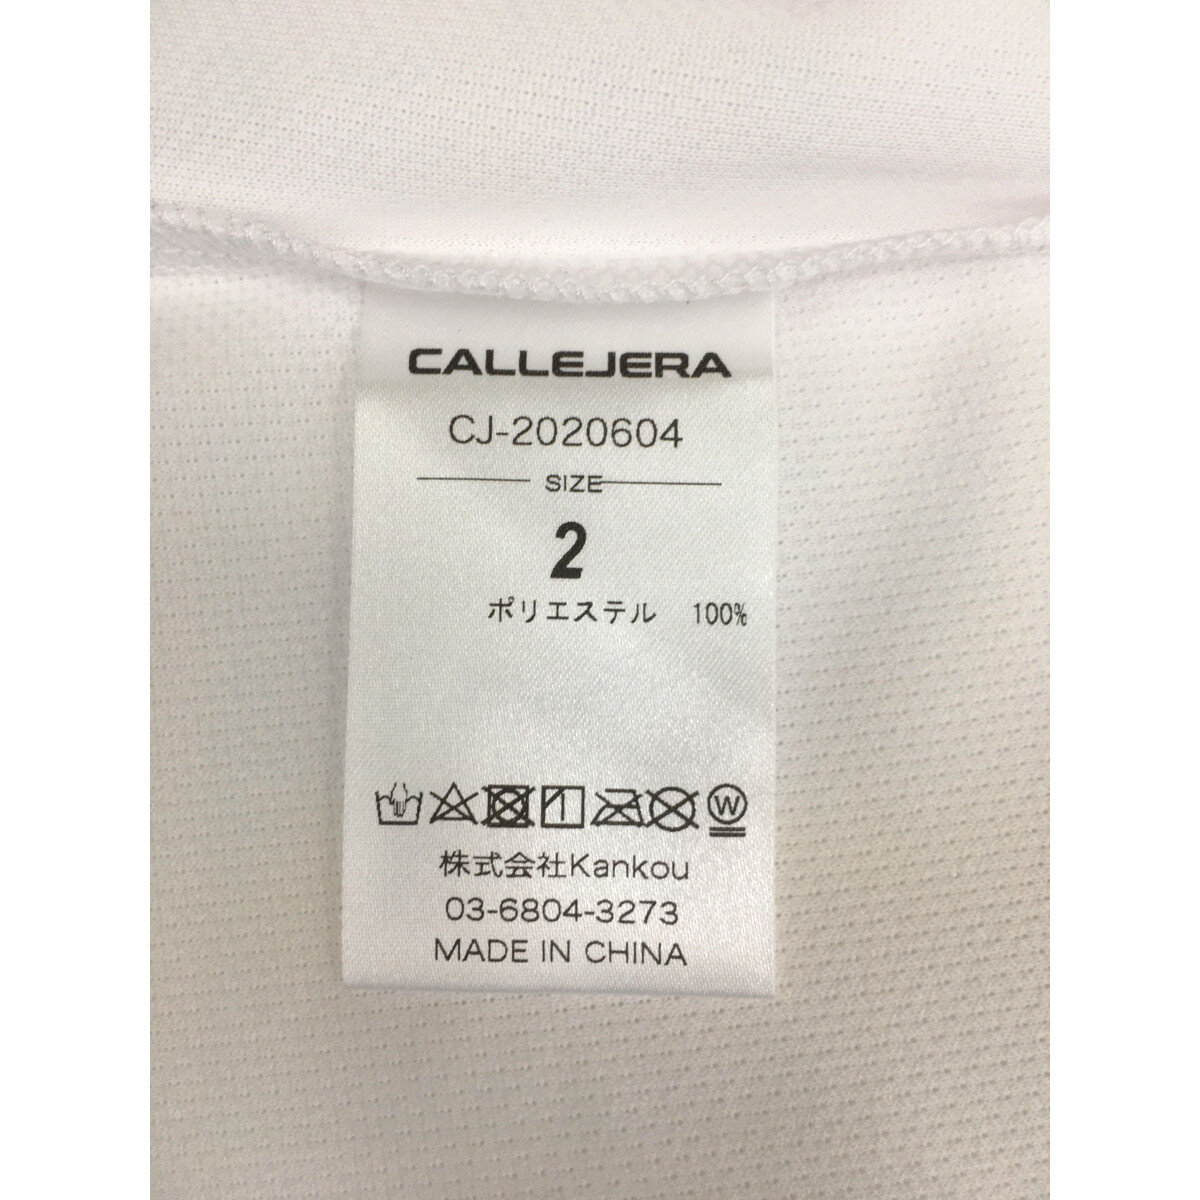 CALLEJERA
CJ-2020604
SIZE
2
ポリエステル 100%
W
株式会社Kankou
03-6804-3273
MADE IN CHINA